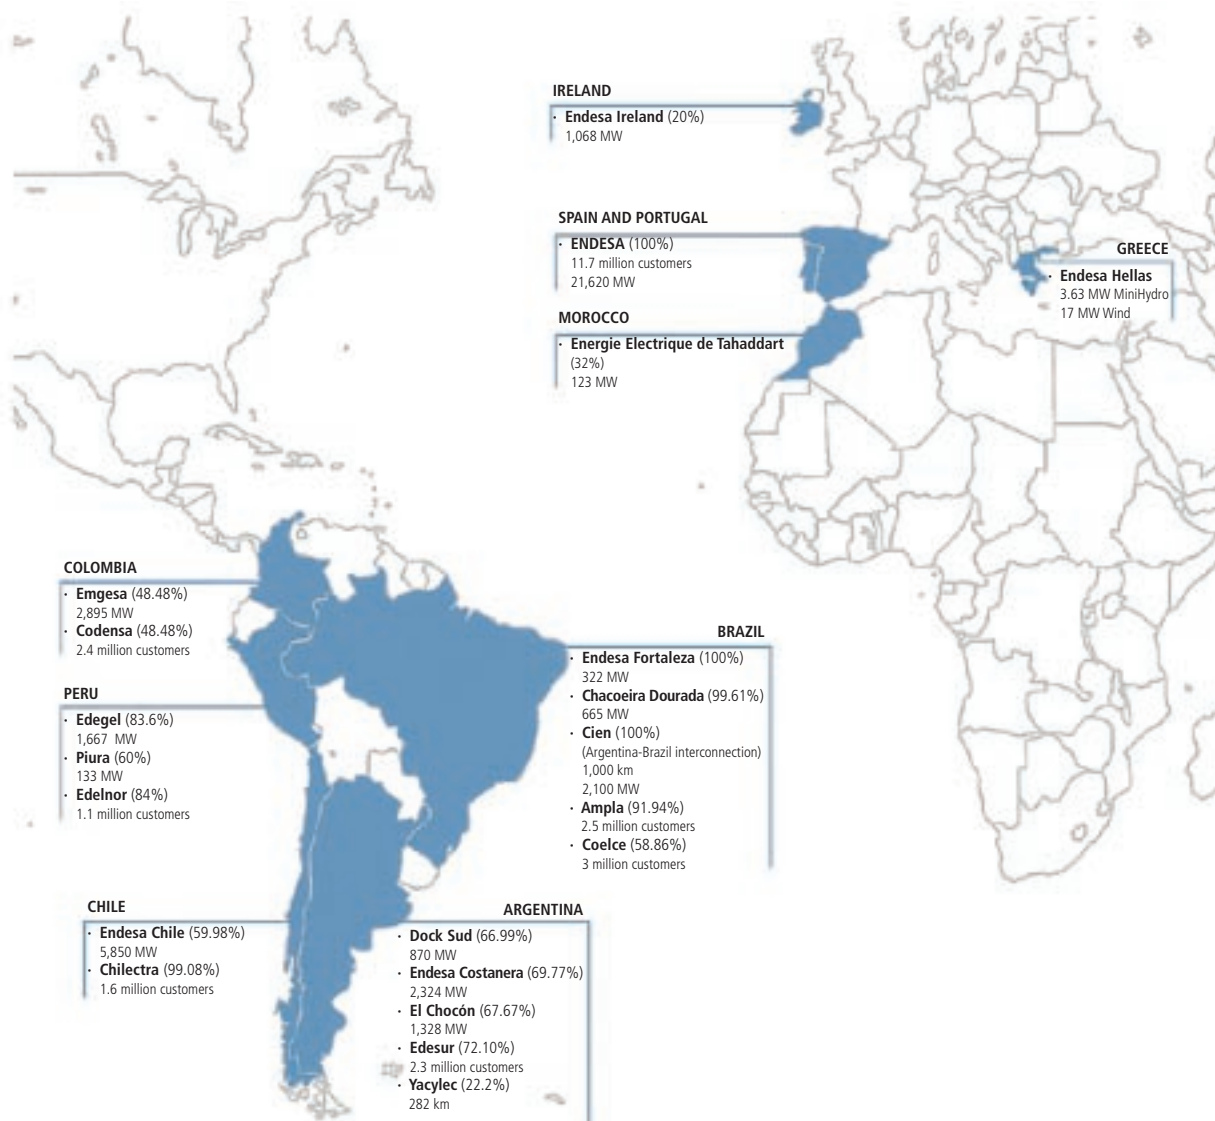 IRELAND
· Endesa Ireland (20%)
1,068 MW
SPAIN AND PORTUGAL
· ENDESA (100%)
11.7 million customers
21,620 MW
GREECE
· Endesa Hellas
3.63 MW MiniHydro
17 MW Wind
MOROCCO
· Energie Electrique de Tahaddart
(32%)
123 MW
COLOMBIA
· Emgesa (48.48%)
2,895 MW
· Codensa (48.48%)
2.4 million customers
PERU
· Edegel (83.6%)
1,667 MW
· Piura (60%)
133 MW
· Edelnor (84%)
1.1 million customers
BRAZIL
· Endesa Fortaleza (100%)
322 MW
· Chacoeira Dourada (99.61%)
665 MW
· Cien (100%)
(Argentina-Brazil interconnection)
1,000 km
2,100 MW
· Ampla (91.94%)
2.5 million customers
· Coelce (58.86%)
3 million customers
CHILE
· Endesa Chile (59.98%)
5,850 MW
· Chilectra (99.08%)
1.6 million customers
ARGENTINA
· Dock Sud (66.99%)
870 MW
· Endesa Costanera (69.77%)
2,324 MW
· El Chocón (67.67%)
1,328 MW
· Edesur (72.10%)
2.3 million customers
· Yacylec (22.2%)
282 km